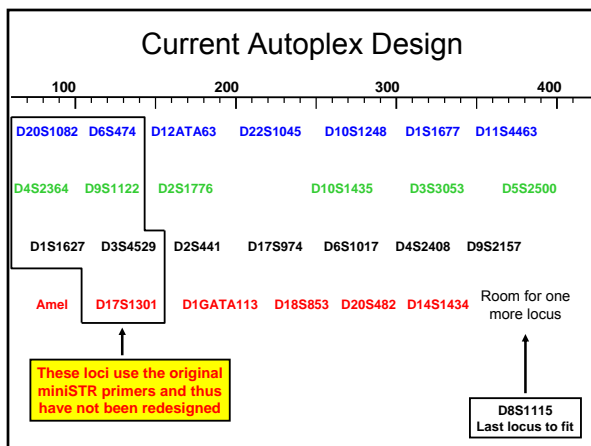 Current Autoplex Design
100 200 300 400
D20S1082 D6S474 D12ATA63 D22S1045 D10S1248 D1S1677 D11S4463
D4S2364 D9S1122 D2S1776 D10S1435 D3S3053 D5S2500
D1S1627 D3S4529 D2S441 D17S974 D6S1017 D4S2408 D9S2157
Amel D17S1301 D1GATA113 D18S853 D20S482 D14S1434 Room for one
more locus
These loci use the original
miniSTR primers and thus
have not been redesigned
D8S1115
Last locus to fit